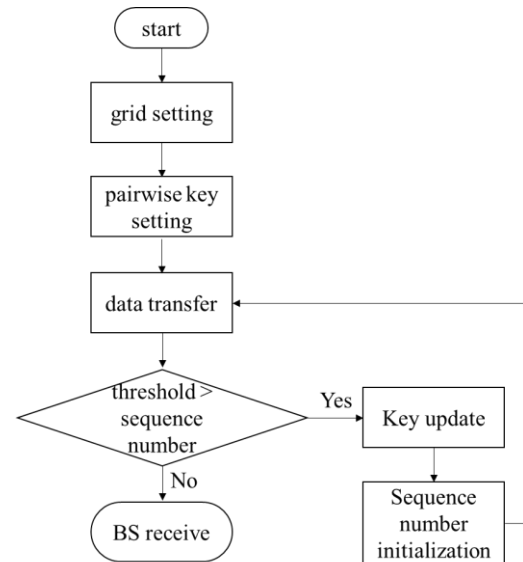 start
grid setting
pairwise key
setting
data transfer
threshold >
sequence
number
Yes
Key update
No
BS receive
Sequence
number
initialization